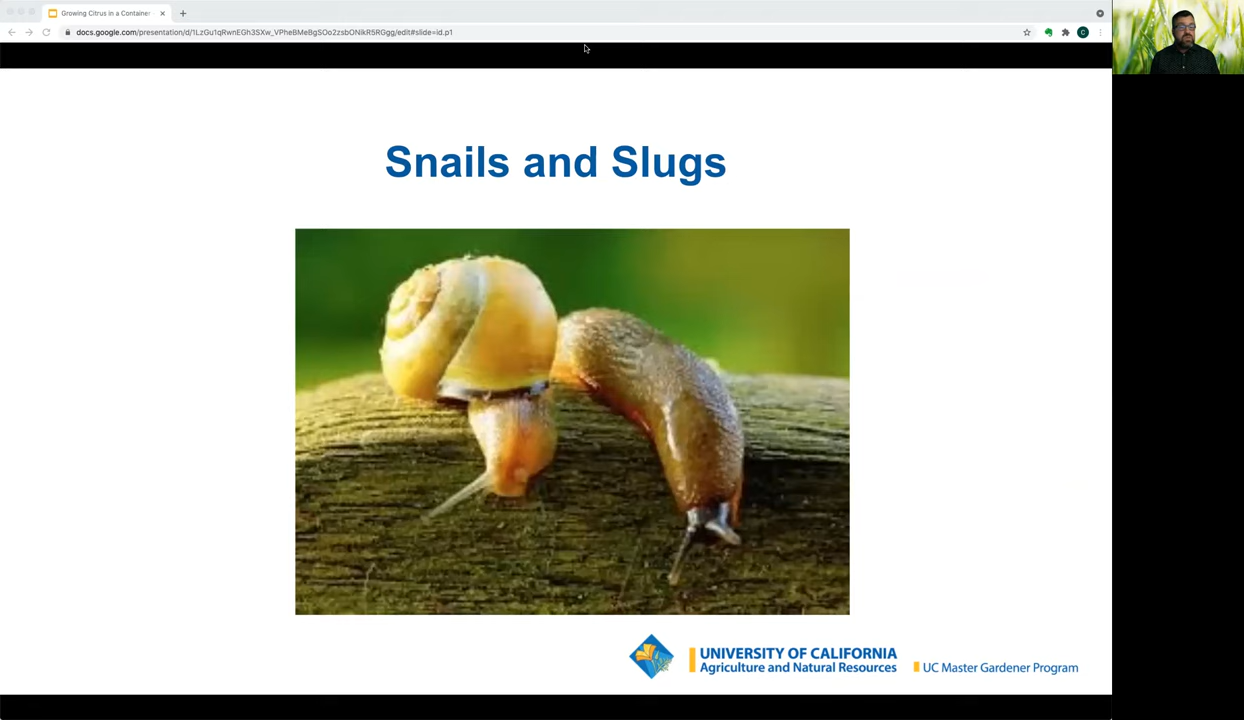 Growing Citrus in a Container
docs.google.com/presentation/d/1LzGu1qRwnEGh3SXw_VPheBMeBgSOo2zsbONikR5RGgg/edit#slide=id.p1
C
Snails and Slugs
UNIVERSITY OF CALIFORNIA
Agriculture and Natural Resources
UC Master Gardener Program